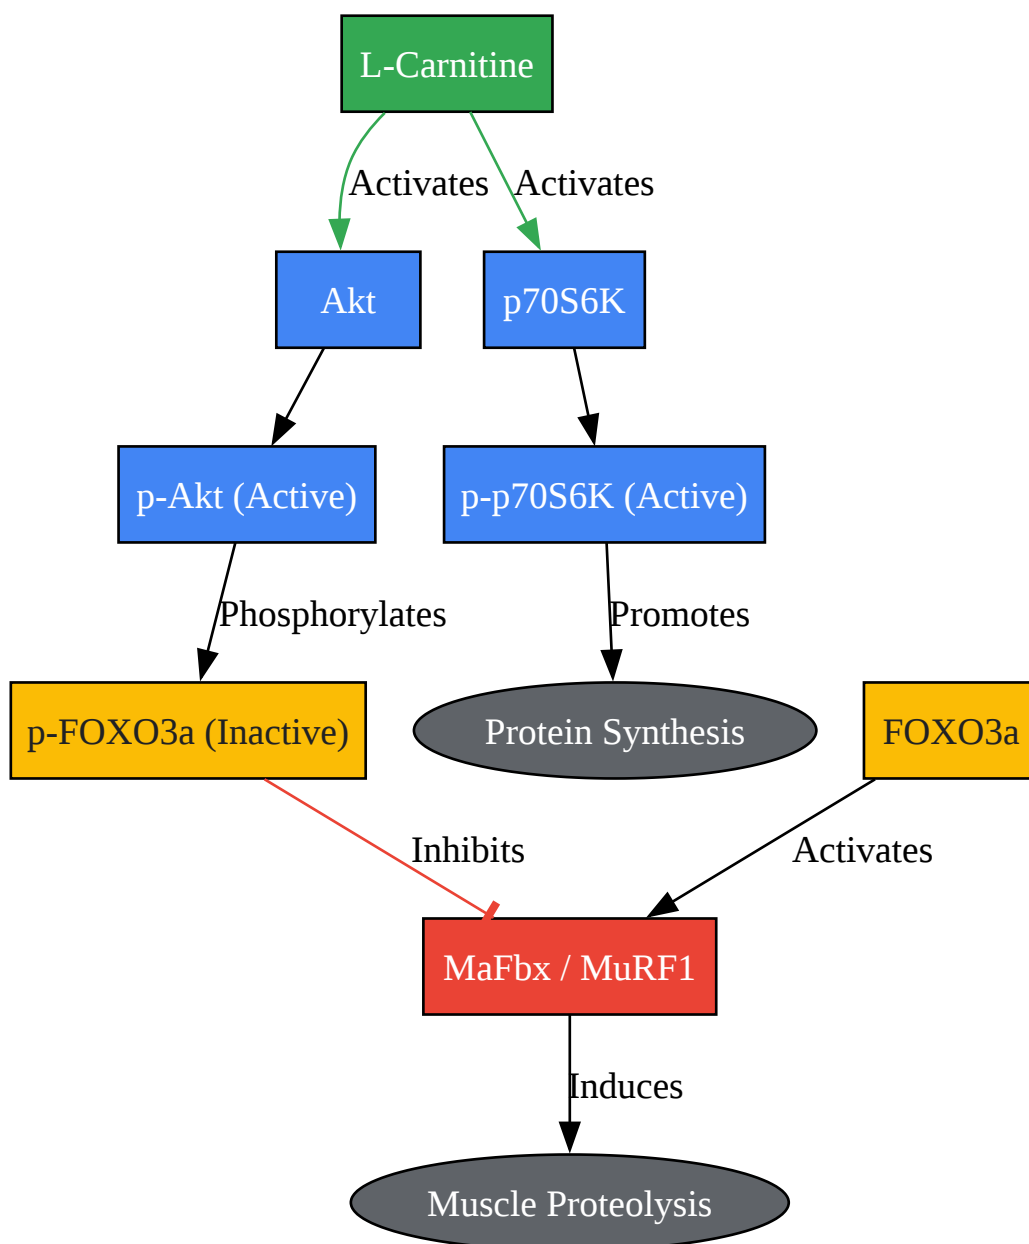 L-Carnitine
Activates
Activates
Akt
p70S6K
p-Akt (Active)
p-p70S6K (Active)
Phosphorylates
Promotes
p-FOXO3a (Inactive)
Protein Synthesis
FOXO3a
Inhibits
Activates
MaFbx / MuRF1
Induces
Muscle Proteolysis